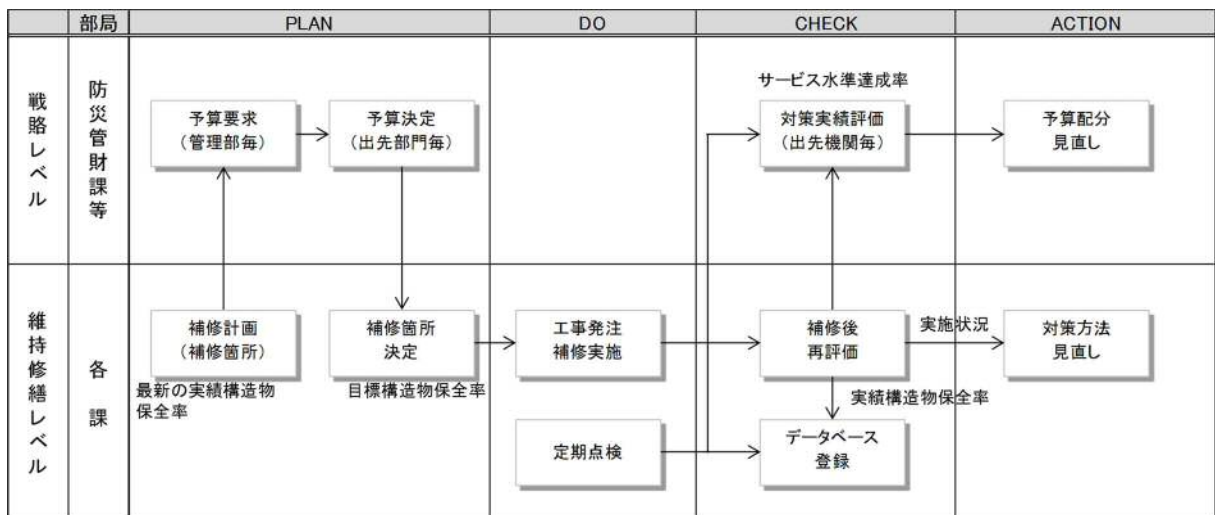 部局
PLAN
DO
CHECK
ACTION
戦略レベル
防災管財課等
予算要求
(管理部毎)
予算決定
(出先部門毎)
サービス水準達成率
対策実績評価
(出先機関毎)
予算配分
見直し
維持修繕レベル
各課
補修計画
(補修箇所)
最新の実績構造物
保全率
補修箇所
決定
目標構造物保全率
工事発注
補修実施
補修後
再評価
実施状況
対策方法
見直し
実績構造物保全率
定期点検
データベース
登録